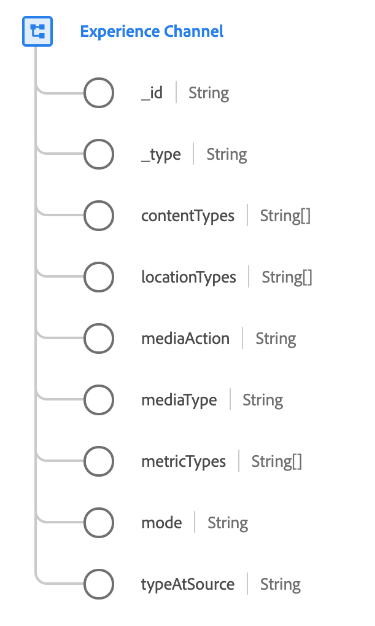 Experience Channel
_id | String
_type | String
contentTypes | String[]
locationTypes | String[]
mediaAction | String
mediaType | String
metricTypes | String[]
mode | String
typeAtSource | String